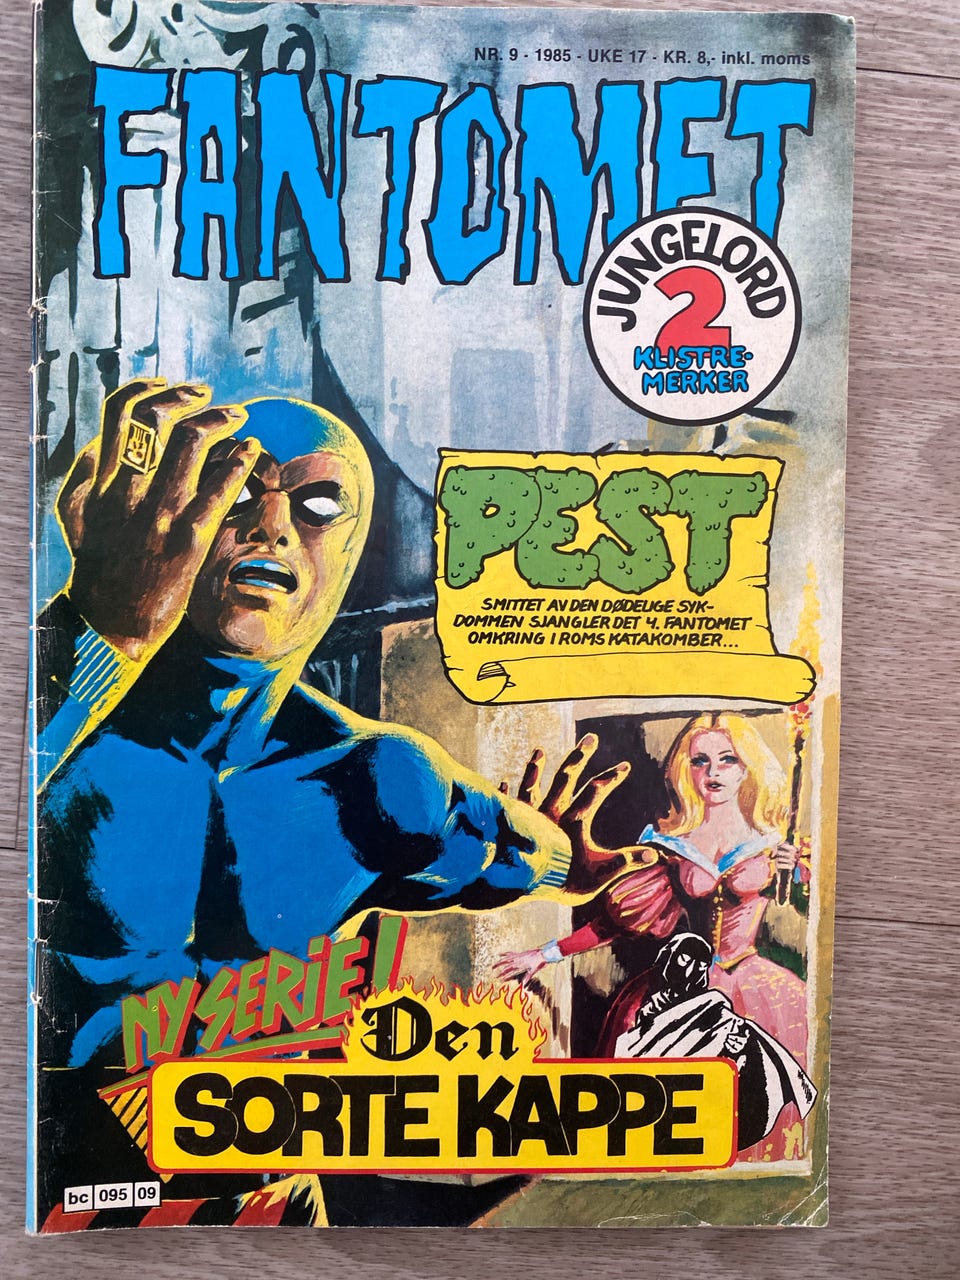 NR. 9 - 1985 - UKE 17 - KR. 8,- inkl. moms
FANTOMET
JUNGELORD
2
KLISTRE-
MERKER
PEST
SMITTET AV DEN DØDELIGE SYK-
DOMMEN SJANGLER DET 4. FANTOMET
OMKRING I ROMS KATAKOMBER...
NY SERIE!
Den
SORTE KAPPE
bc 095 09